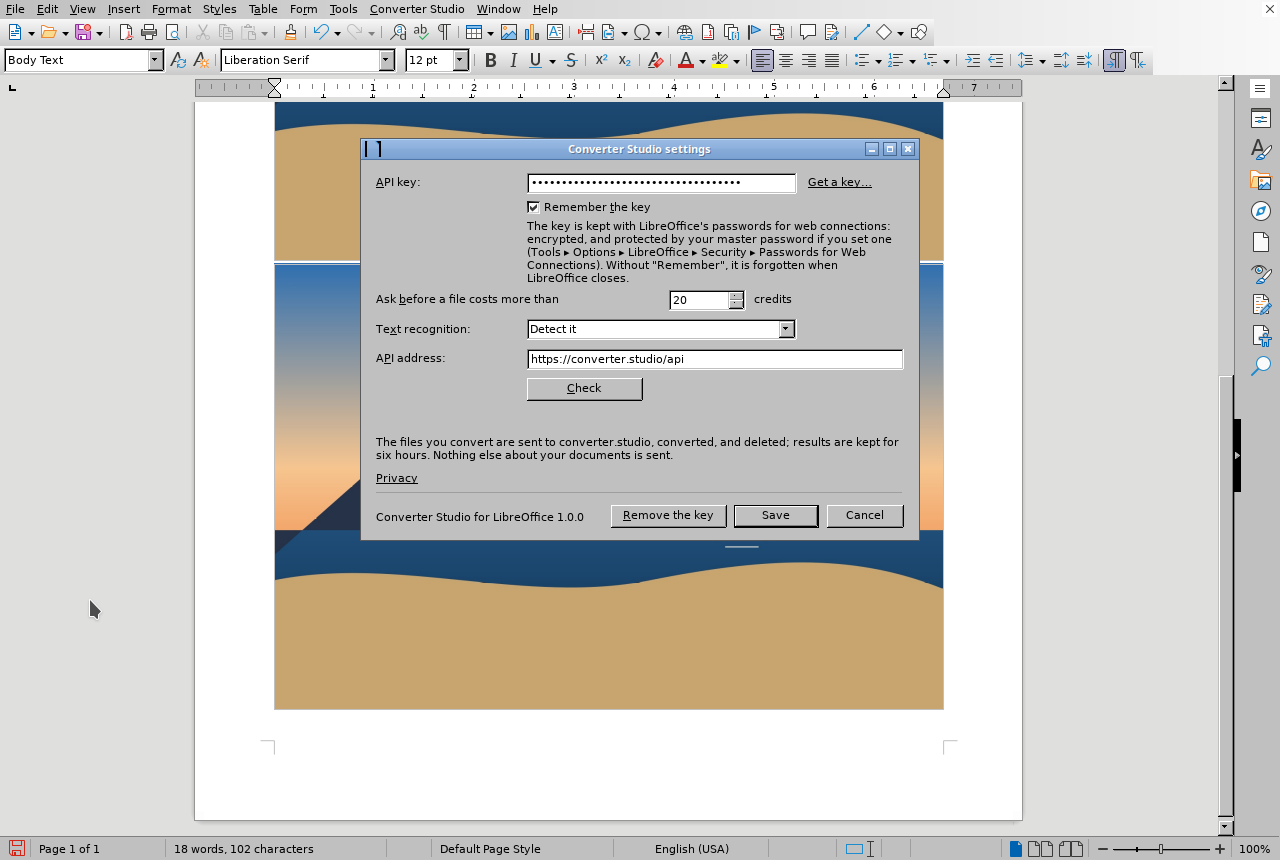 File Edit View Insert Format Styles Table Form Tools Converter Studio Window Help
Body Text Liberation Serif 12 pt
1 2 3 4 5 6 7
Converter Studio settings
API key: •••••••••••••••••••••••••••••••••••
Get a key...
Remember the key
The key is kept with LibreOffice's passwords for web connections:
encrypted, and protected by your master password if you set one
(Tools ▸ Options ▸ LibreOffice ▸ Security ▸ Passwords for Web
Connections). Without "Remember", it is forgotten when
LibreOffice closes.
Ask before a file costs more than 20 credits
Text recognition: Detect it
API address: https://converter.studio/api
Check
The files you convert are sent to converter.studio, converted, and deleted; results are kept for
six hours. Nothing else about your documents is sent.
Privacy
Converter Studio for LibreOffice 1.0.0 Remove the key Save Cancel
Page 1 of 1 18 words, 102 characters Default Page Style English (USA) 100%